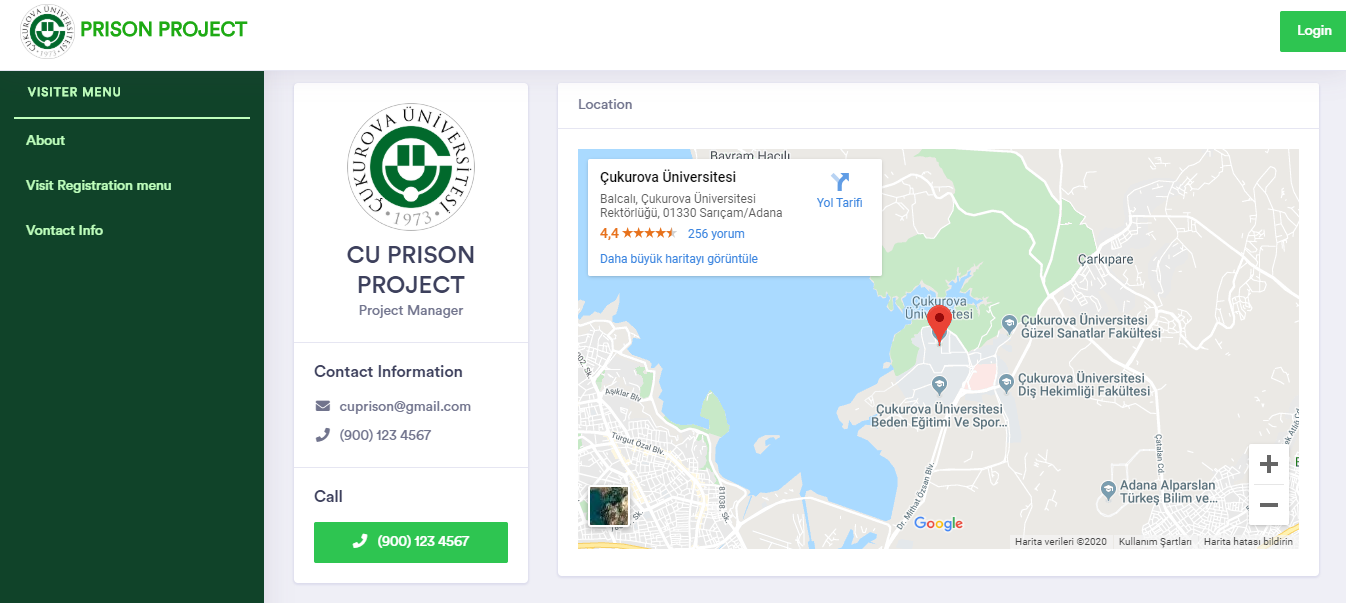 ÇUKUROVA ÜNİVERSİTESİ
1973
PRISON PROJECT
Login
VISITER MENU
About
Visit Registration menu
Vontact Info
ÇUKUROVA ÜNİVERSİTESİ
• 1973 •
CU PRISON
PROJECT
Project Manager
Contact Information
cuprison@gmail.com
(900) 123 4567
Call
(900) 123 4567
Location
Bayram Hacılı
Çukurova Üniversitesi
Balcalı, Çukurova Üniversitesi
Rektörlüğü, 01330 Sarıçam/Adana
4,4 256 yorum
Daha büyük haritayı görüntüle
Yol Tarifi
Çarkıpare
Çukurova
Çukurova Üniversitesi
Güzel Sanatlar Fakültesi
Çukurova Üniversitesi
Diş Hekimliği Fakültesi
Çukurova Üniversitesi
Beden Eğitimi Ve Spor...
Aşıklar Blv
Turgut Özal Blv.
81038. Sk.
Dr. Mithat Özsan Blv.
Çatalan Cd.
Adana Alparslan
Türkeş Bilim ve...
Google
Harita verileri ©2020
Kullanım Şartları
Harita hatası bildirin